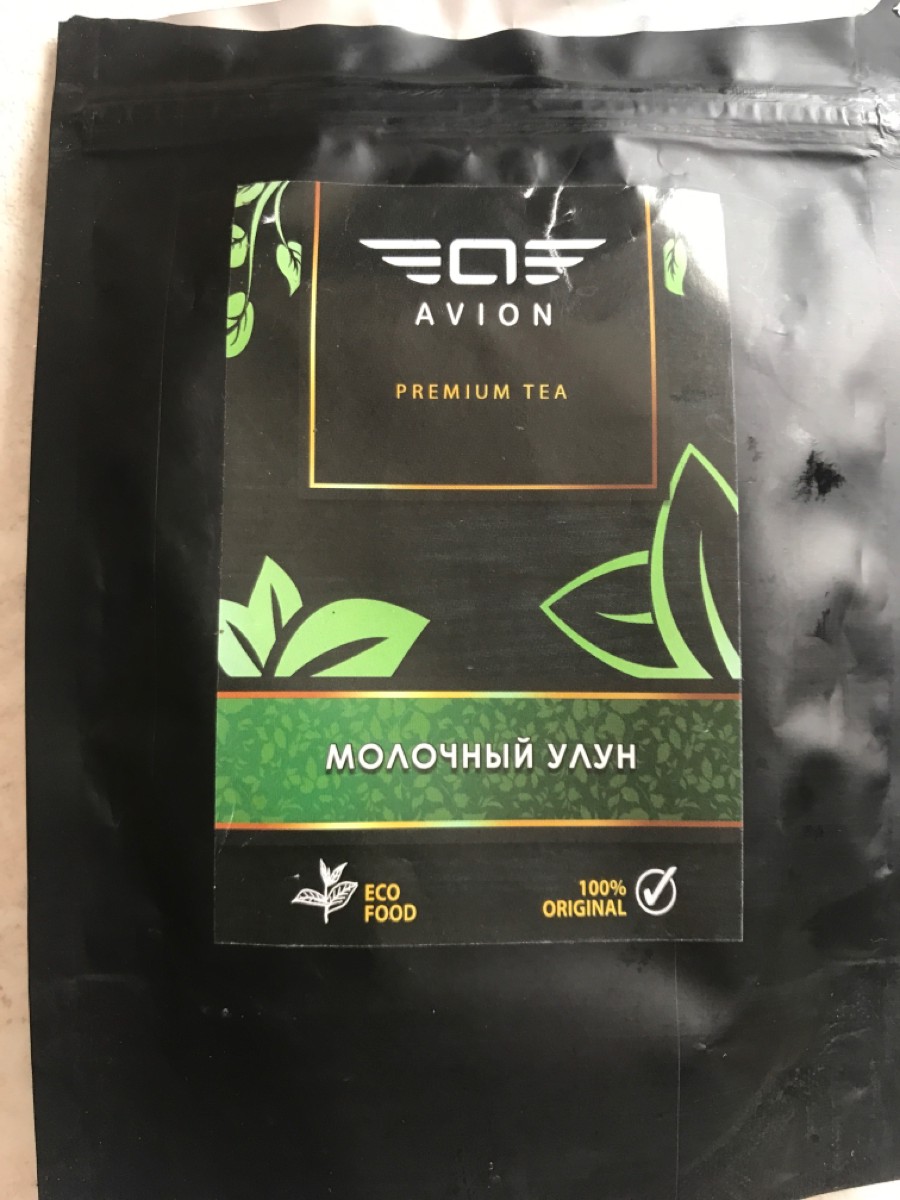 AVION
PREMIUM TEA
МОЛОЧНЫЙ УЛУН
ECO
FOOD
100%
ORIGINAL